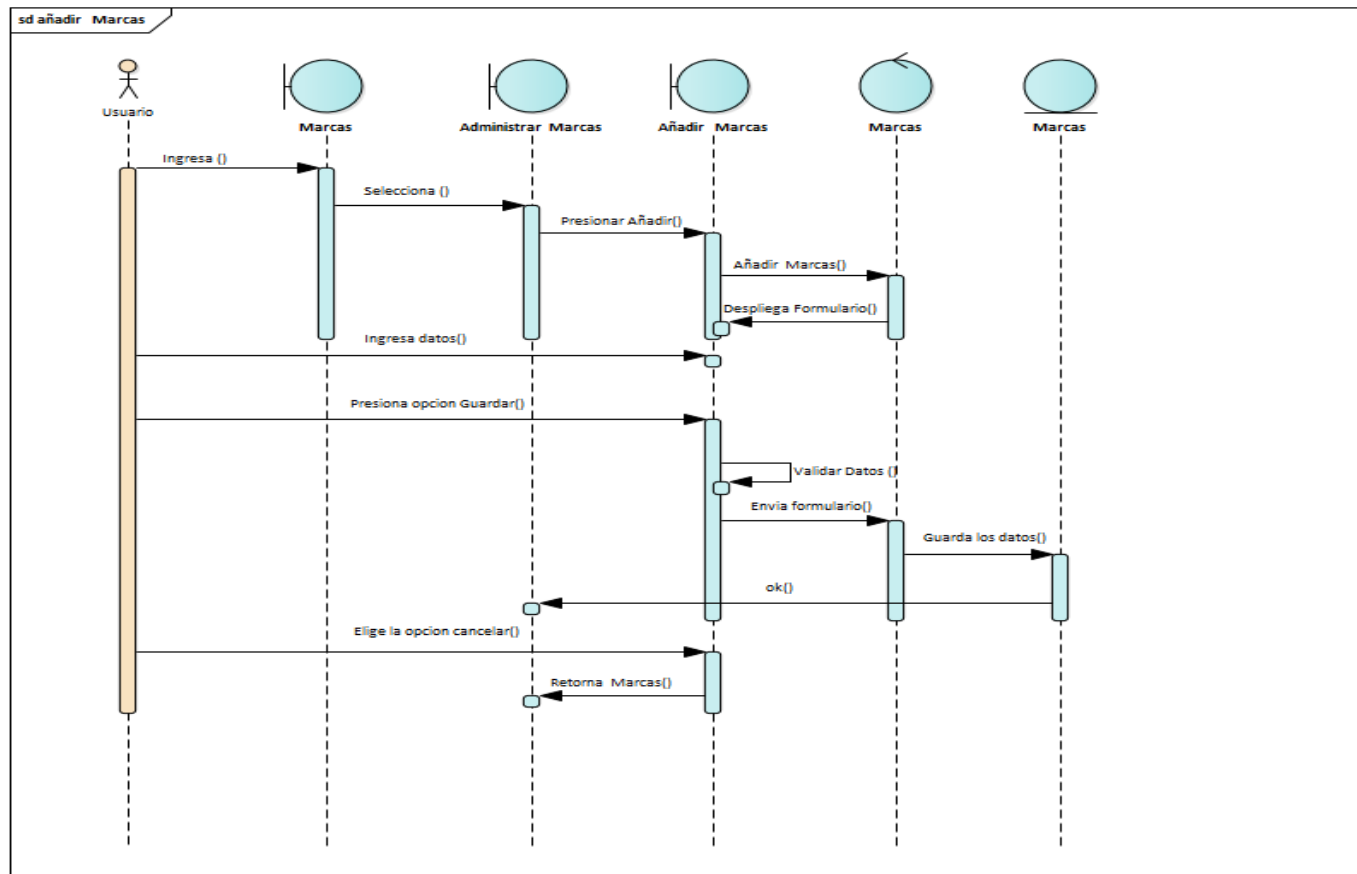 sd añadir Marcas
Usuario
Marcas
Administrar Marcas
Añadir Marcas
Marcas
Marcas
Ingresa ()
Selecciona ()
Presionar Añadir()
Añadir Marcas()
Despliega Formulario()
Ingresa datos()
Presiona opcion Guardar()
Validar Datos ()
Envia formulario()
Guarda los datos()
ok()
Elige la opcion cancelar()
Retorna Marcas()